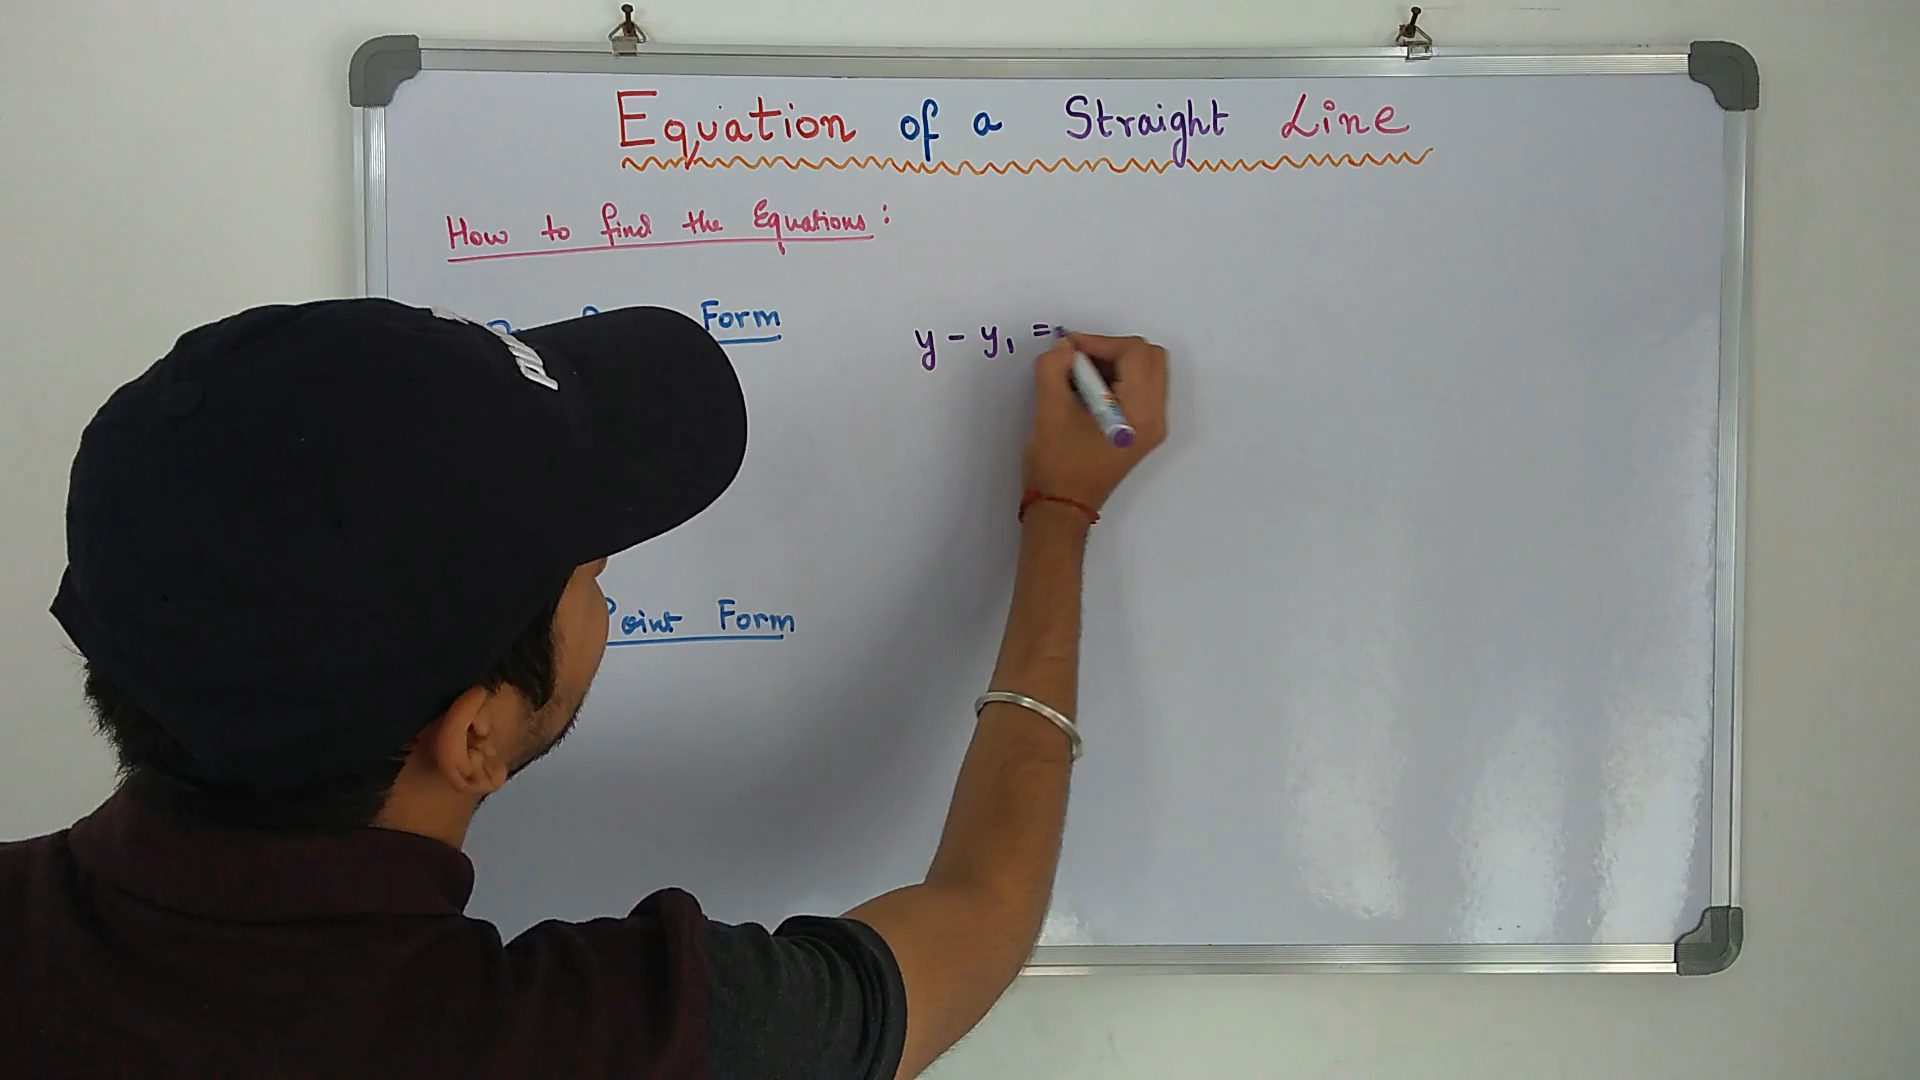 Equation of a Straight Line
How to find the Equations:
Form
y - y₁ =
Point Form